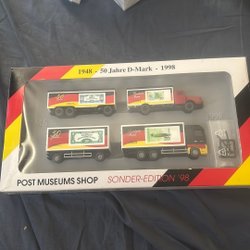 1948 - 50 Jahre D-Mark - 1998
POST MUSEUMS SHOP SONDER-EDITION '98